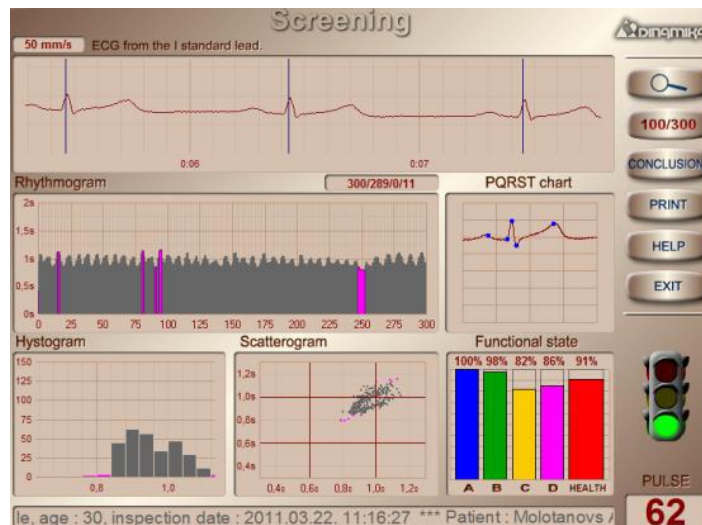 Screening
DINAMIKA
50 mm/s ECG from the I standard lead.
0:06 0:07
100/300
CONCLUSION
PRINT
HELP
EXIT
Rhythmogram 300/289/0/11 PQRST chart
2s
1,5s
1s
0,5s
0s
0 25 50 75 100 125 150 175 200 225 250 275 300
Hystogram Scatterogram Functional state
150
125
100
75
50
25
0
0,8 1,0
1,2s
1,0s
0,8s
0,6s
0,4s
0,4s 0,6s 0,8s 1,0s 1,2s
100% 98% 82% 86% 91%
A B C D HEALTH
PULSE
62
le, age : 30, inspection date : 2011.03.22, 11:16:27 *** Patient : Molotanovs